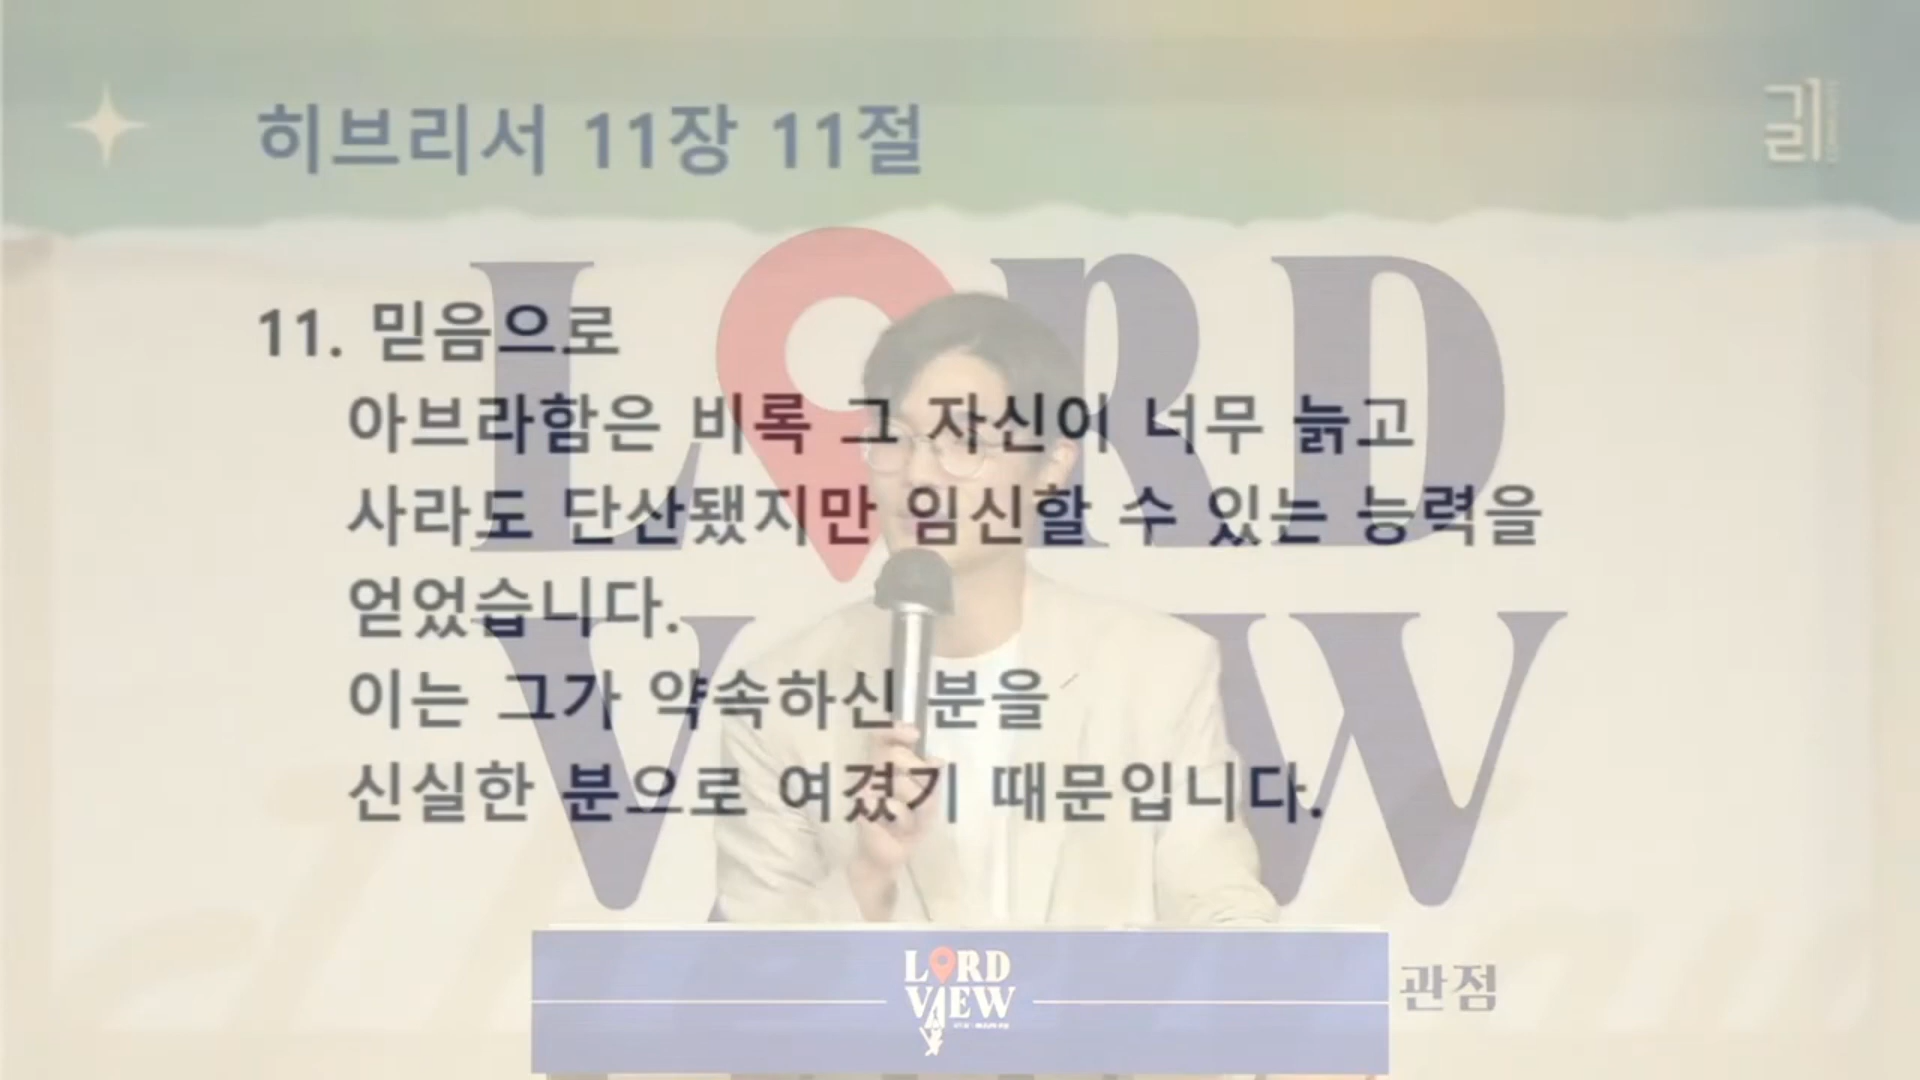 히브리서 11장 11절
11. 믿음으로
아브라함은 비록 그 자신이 너무 늙고
사라도 단산됐지만 임신할 수 있는 능력을
얻었습니다.
이는 그가 약속하신 분을
신실한 분으로 여겼기 때문입니다.
LORD
VIEW
관점
LORD
VIEW